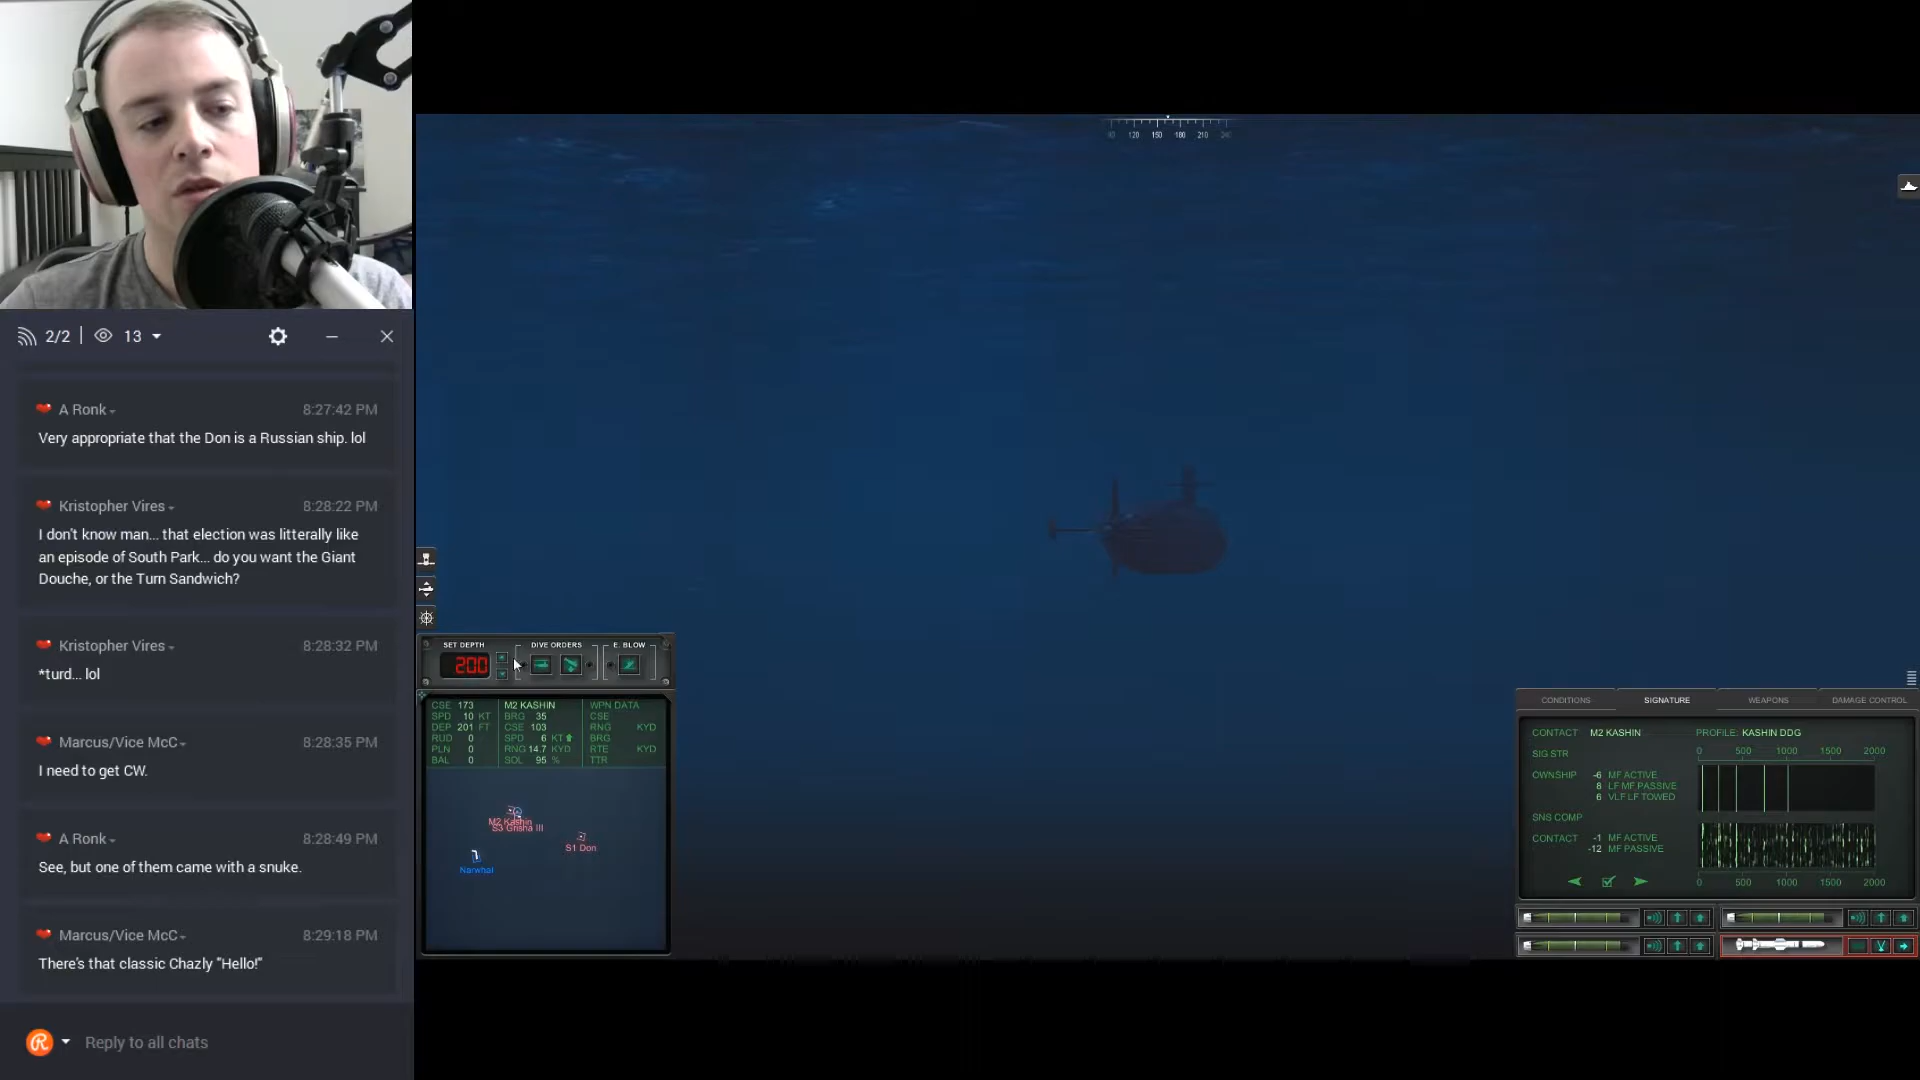 2/2
13
A Ronk
8:27:42 PM
Very appropriate that the Don is a Russian ship. lol
Kristopher Vires
8:28:22 PM
I don't know man... that election was litterally like
an episode of South Park... do you want the Giant
Douche, or the Turn Sandwich?
Kristopher Vires
8:28:32 PM
*turd... lol
Marcus/Vice McC
8:28:35 PM
I need to get CW.
A Ronk
8:28:49 PM
See, but one of them came with a snuke.
Marcus/Vice McC
8:29:18 PM
There's that classic Chazly "Hello!"
Reply to all chats
120 150 180 210
SET DEPTH
200
DIVE ORDERS
E. BLOW
CSE 173
SPD 10 KT
DEP 201 FT
RUD 0
PLN 0
BAL 0
M2 KASHIN
BRG 35
CSE 103
SPD 6 KT
RNG 14.7 KYD
SOL 95 %
WPN DATA
CSE
RNG KYD
BRG
RTE KYD
TTR
M2 Kashin
S3 Grisha III
S1 Don
Narwhal
CONDITIONS
SIGNATURE
WEAPONS
DAMAGE CONTROL
CONTACT M2 KASHIN
PROFILE: KASHIN DDG
SIG STR
0 500 1000 1500 2000
OWNSHIP -6 MF ACTIVE
8 LF MF PASSIVE
6 VLF LF TOWED
SNS COMP
CONTACT -1 MF ACTIVE
-12 MF PASSIVE
0 500 1000 1500 2000